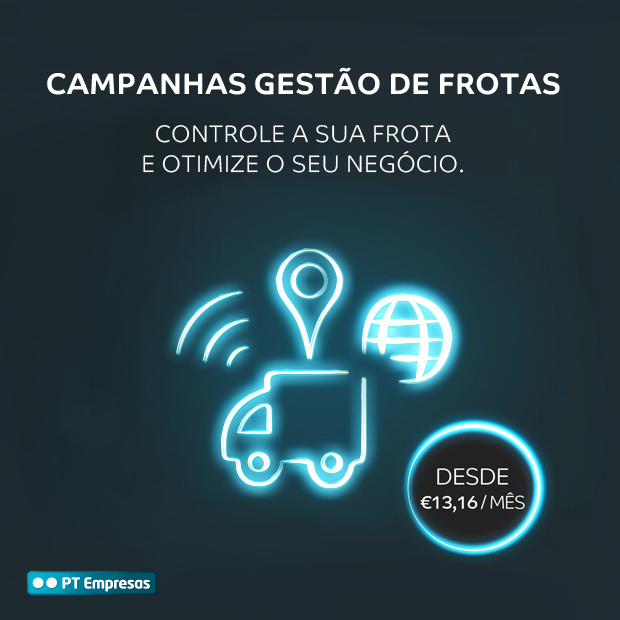 CAMPANHAS GESTÃO DE FROTAS
CONTROLE A SUA FROTA
E OTIMIZE O SEU NEGÓCIO.
DESDE
€13,16/MÊS
PT Empresas